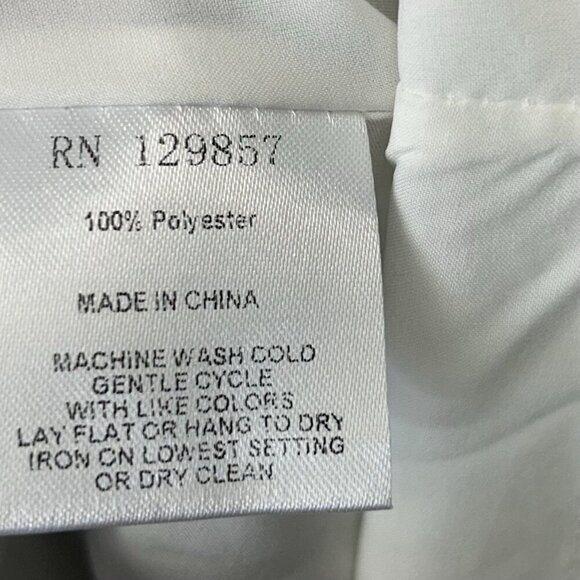 RN 129857
100% Polyester
MADE IN CHINA
MACHINE WASH COLD
GENTLE CYCLE
WITH LIKE COLORS
LAY FLAT OR HANG TO DRY
IRON ON LOWEST SETTING
OR DRY CLEAN